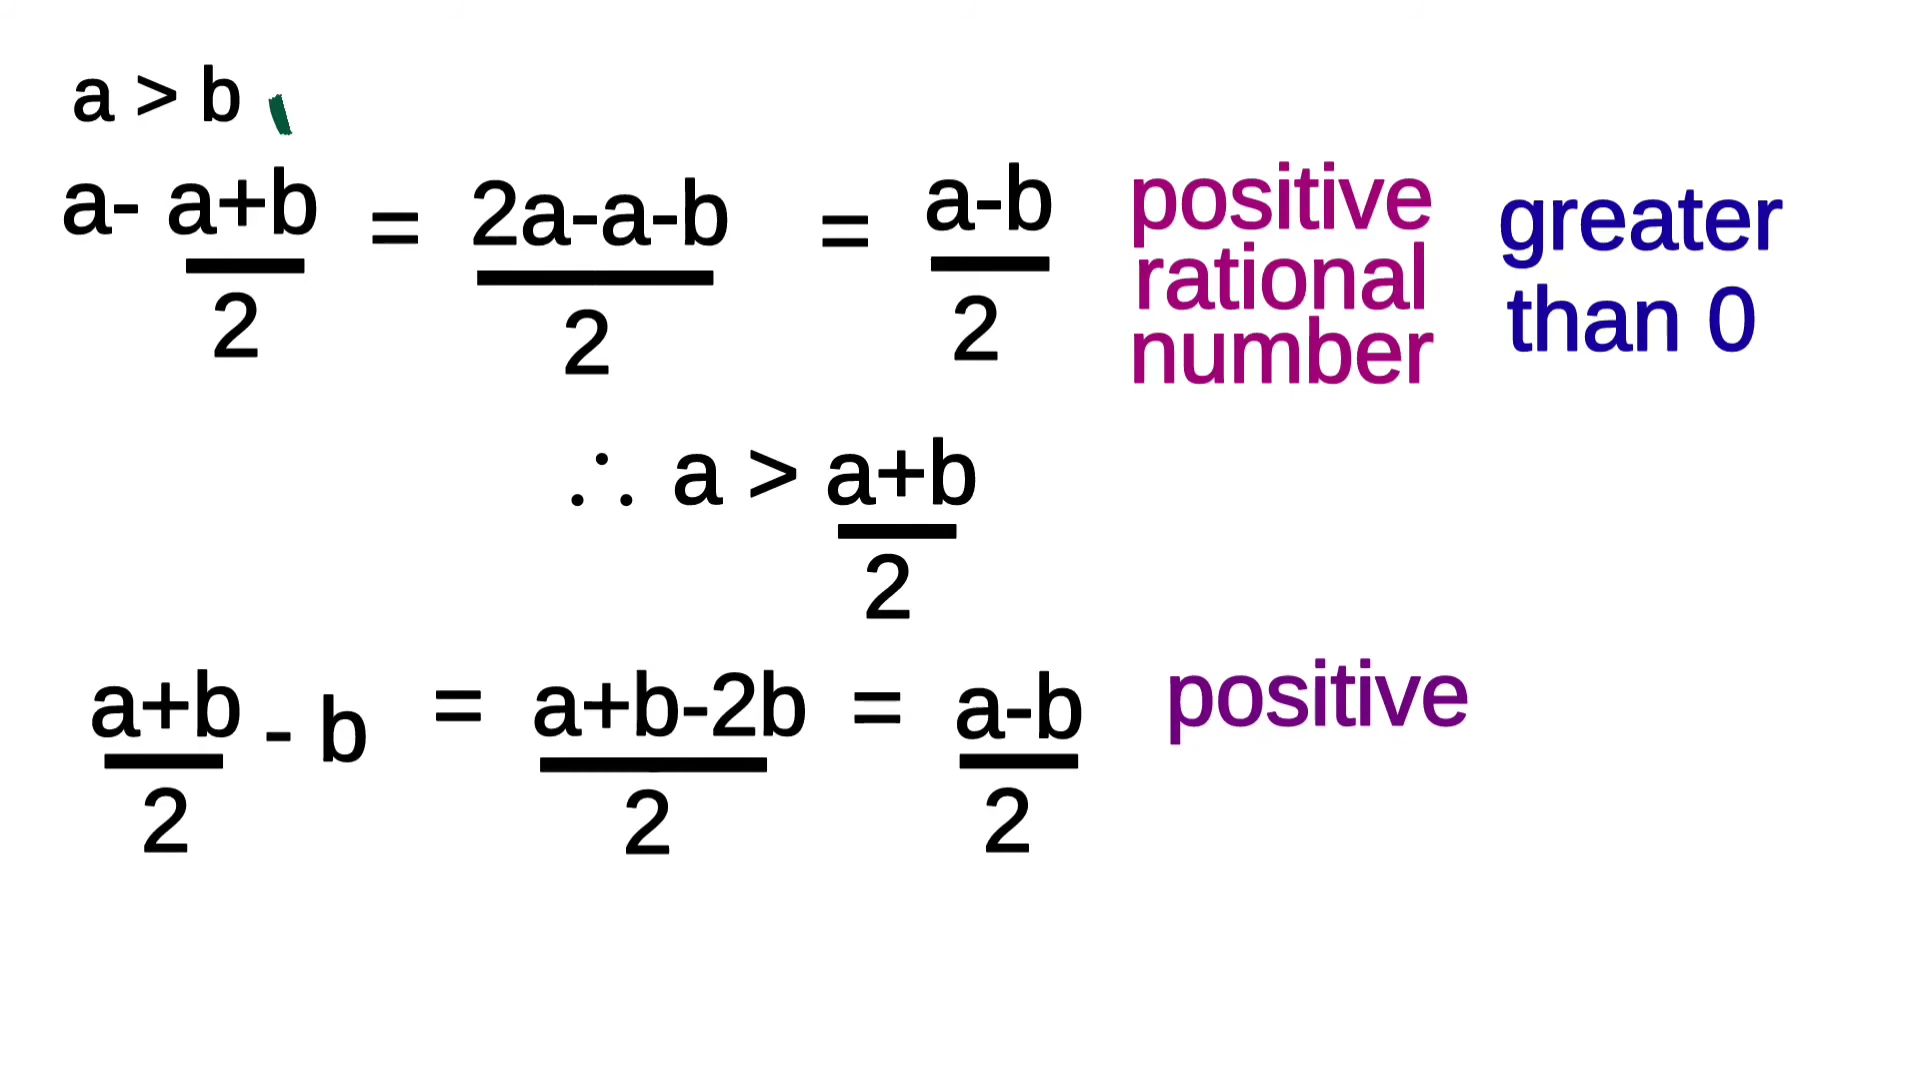 a > b
a- a+b/2 = 2a-a-b/2 = a-b/2
positive
rational
number
greater
than 0
∴ a > a+b/2
a+b/2 - b = a+b-2b/2 = a-b/2 positive